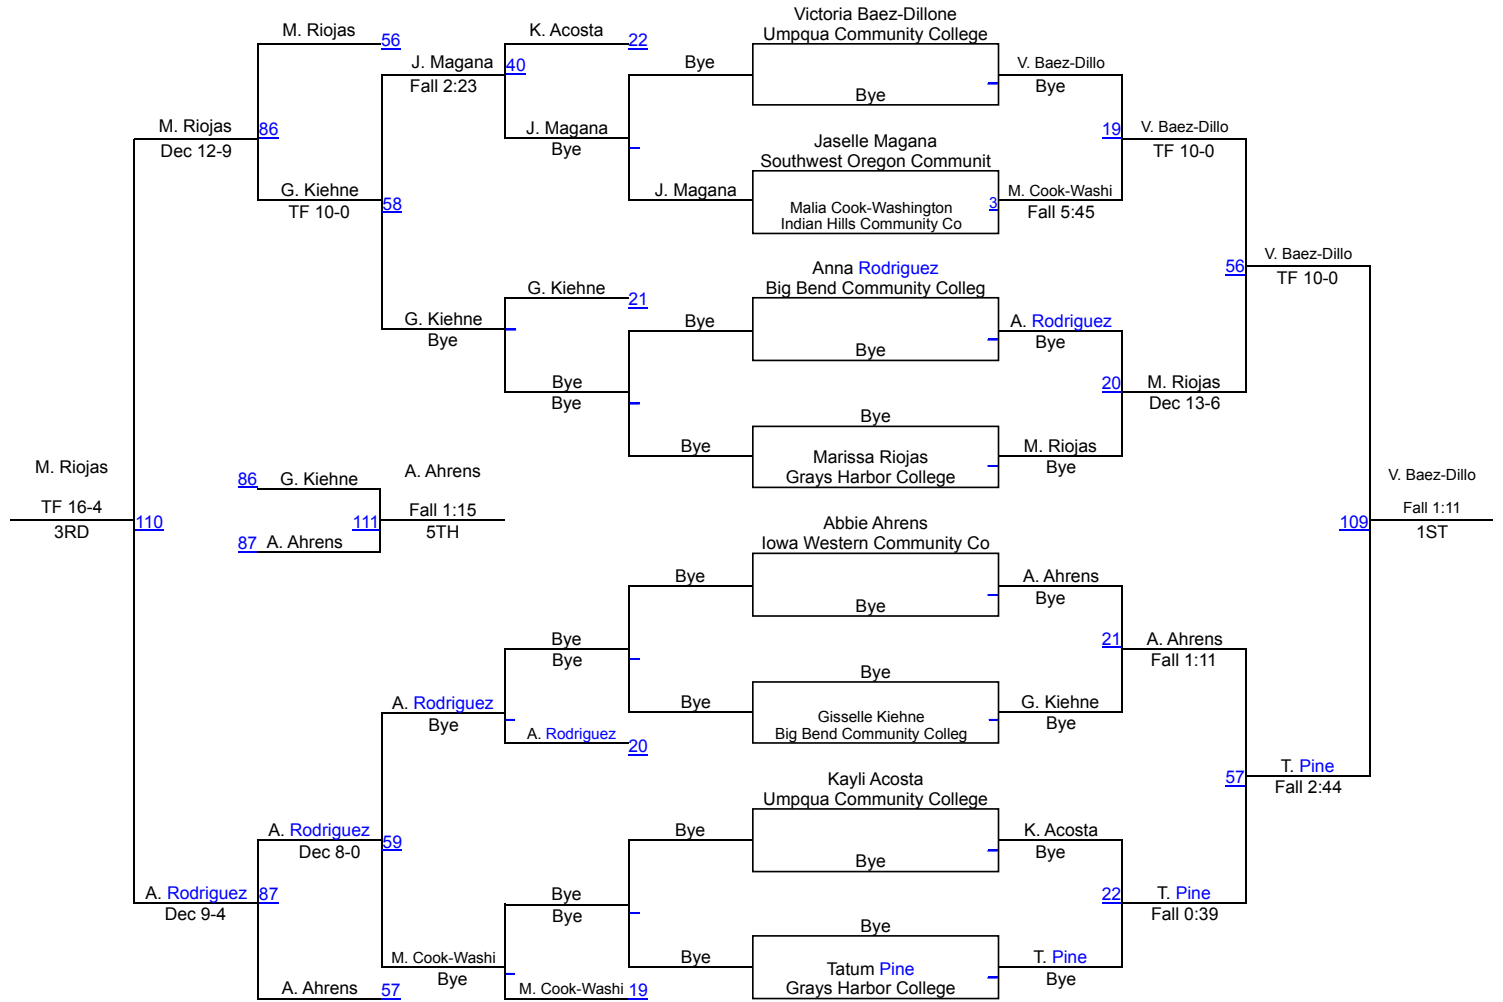 Victoria Baez-Dillone
Umpqua Community College
Bye
Jaselle Magana
Southwest Oregon Communit
Malia Cook-Washington
Indian Hills Community Co
3
Anna Rodriguez
Big Bend Community Colleg
Bye
Bye
Marissa Riojas
Grays Harbor College
Abbie Ahrens
Iowa Western Community Co
Bye
Bye
Gisselle Kiehne
Big Bend Community Colleg
Kayli Acosta
Umpqua Community College
Bye
Bye
Tatum Pine
Grays Harbor College
V. Baez-Dillo
Bye
19
M. Cook-Washi
Fall 5:45
A. Rodriguez
Bye
20
M. Riojas
Bye
A. Ahrens
Bye
21
G. Kiehne
Bye
K. Acosta
Bye
22
T. Pine
Bye
V. Baez-Dillo
TF 10-0
56
M. Riojas
Dec 13-6
A. Ahrens
Fall 1:11
57
T. Pine
Fall 0:39
V. Baez-Dillo
TF 10-0
109
T. Pine
Fall 2:44
V. Baez-Dillo
Fall 1:11
1ST
Bye
J. Magana
Bye
Bye
Bye
Bye
Bye
Bye
K. Acosta 22
40
J. Magana
Bye
G. Kiehne 21
Bye
Bye
Bye
Bye
A. Rodriguez 20
Bye
Bye
M. Cook-Washi 19
J. Magana
Fall 2:23
58
G. Kiehne
Bye
A. Rodriguez
Bye
59
M. Cook-Washi
Bye
M. Riojas 56
86
G. Kiehne
TF 10-0
A. Rodriguez
Dec 8-0
87
A. Ahrens 57
M. Riojas
Dec 12-9
110
A. Rodriguez
Dec 9-4
M. Riojas
TF 16-4
3RD
86 G. Kiehne
111
87 A. Ahrens
A. Ahrens
Fall 1:15
5TH